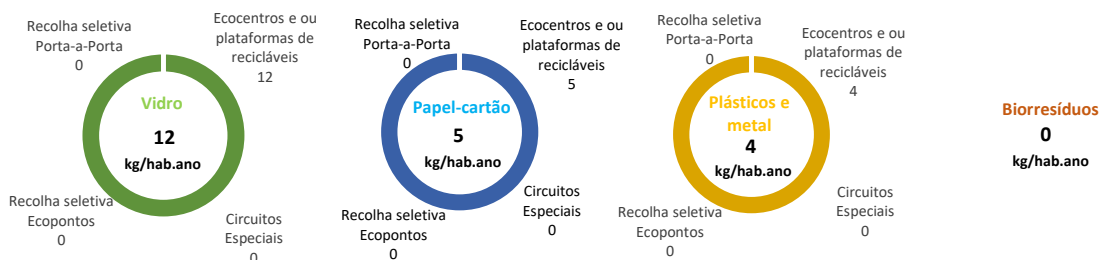 Recolha seletiva
Porta-a-Porta
0
Ecocentros e ou
plataformas de
recicláveis
12
Vidro
12
kg/hab.ano
Recolha seletiva
Ecopontos
0
Circuitos
Especiais
0
Recolha seletiva
Porta-a-Porta
0
Ecocentros e ou
plataformas de
recicláveis
5
Papel-cartão
5
kg/hab.ano
Recolha seletiva
Ecopontos
0
Circuitos
Especiais
0
Recolha seletiva
Porta-a-Porta
0
Ecocentros e ou
plataformas de
recicláveis
4
Plásticos e
metal
4
kg/hab.ano
Recolha seletiva
Ecopontos
0
Circuitos
Especiais
0
Biorresíduos
0
kg/hab.ano